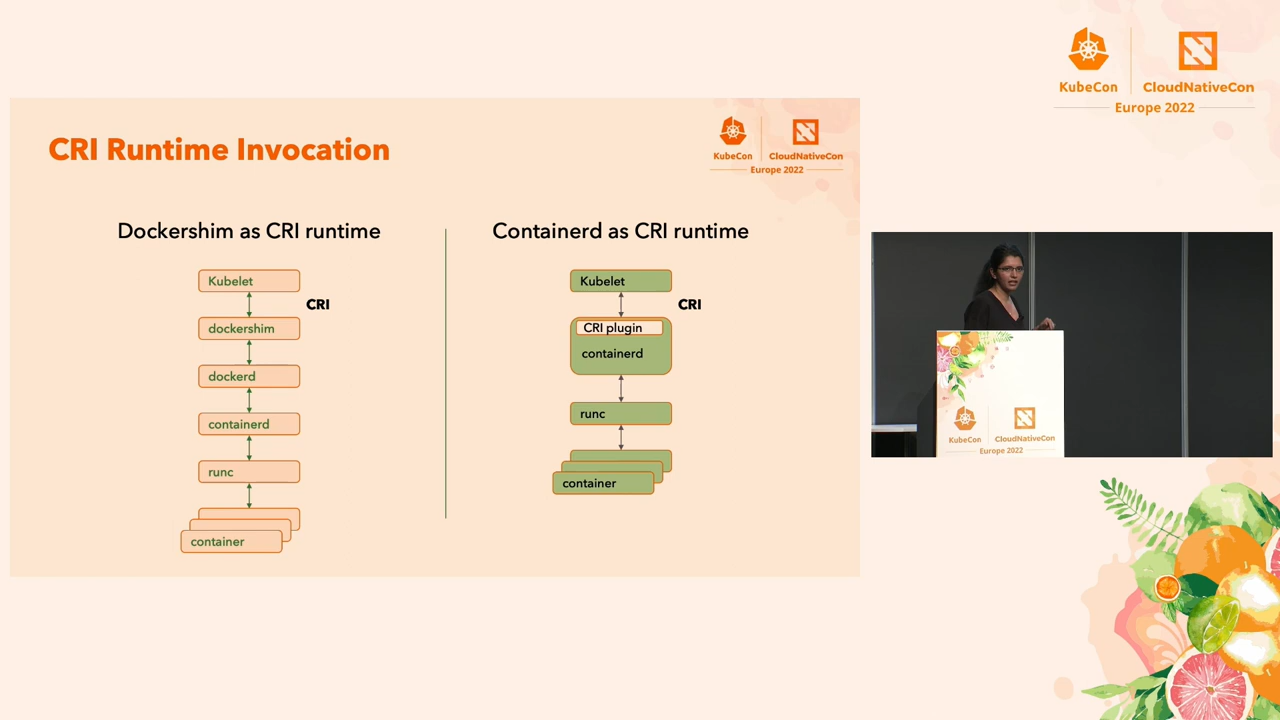 KubeCon
CloudNativeCon
Europe 2022
CRI Runtime Invocation
KubeCon
CloudNativeCon
Europe 2022
Dockershim as CRI runtime
Kubelet
CRI
dockershim
dockerd
containerd
runc
container
Containerd as CRI runtime
Kubelet
CRI
CRI plugin
containerd
runc
container
KubeCon
CloudNativeCon
Europe 2022